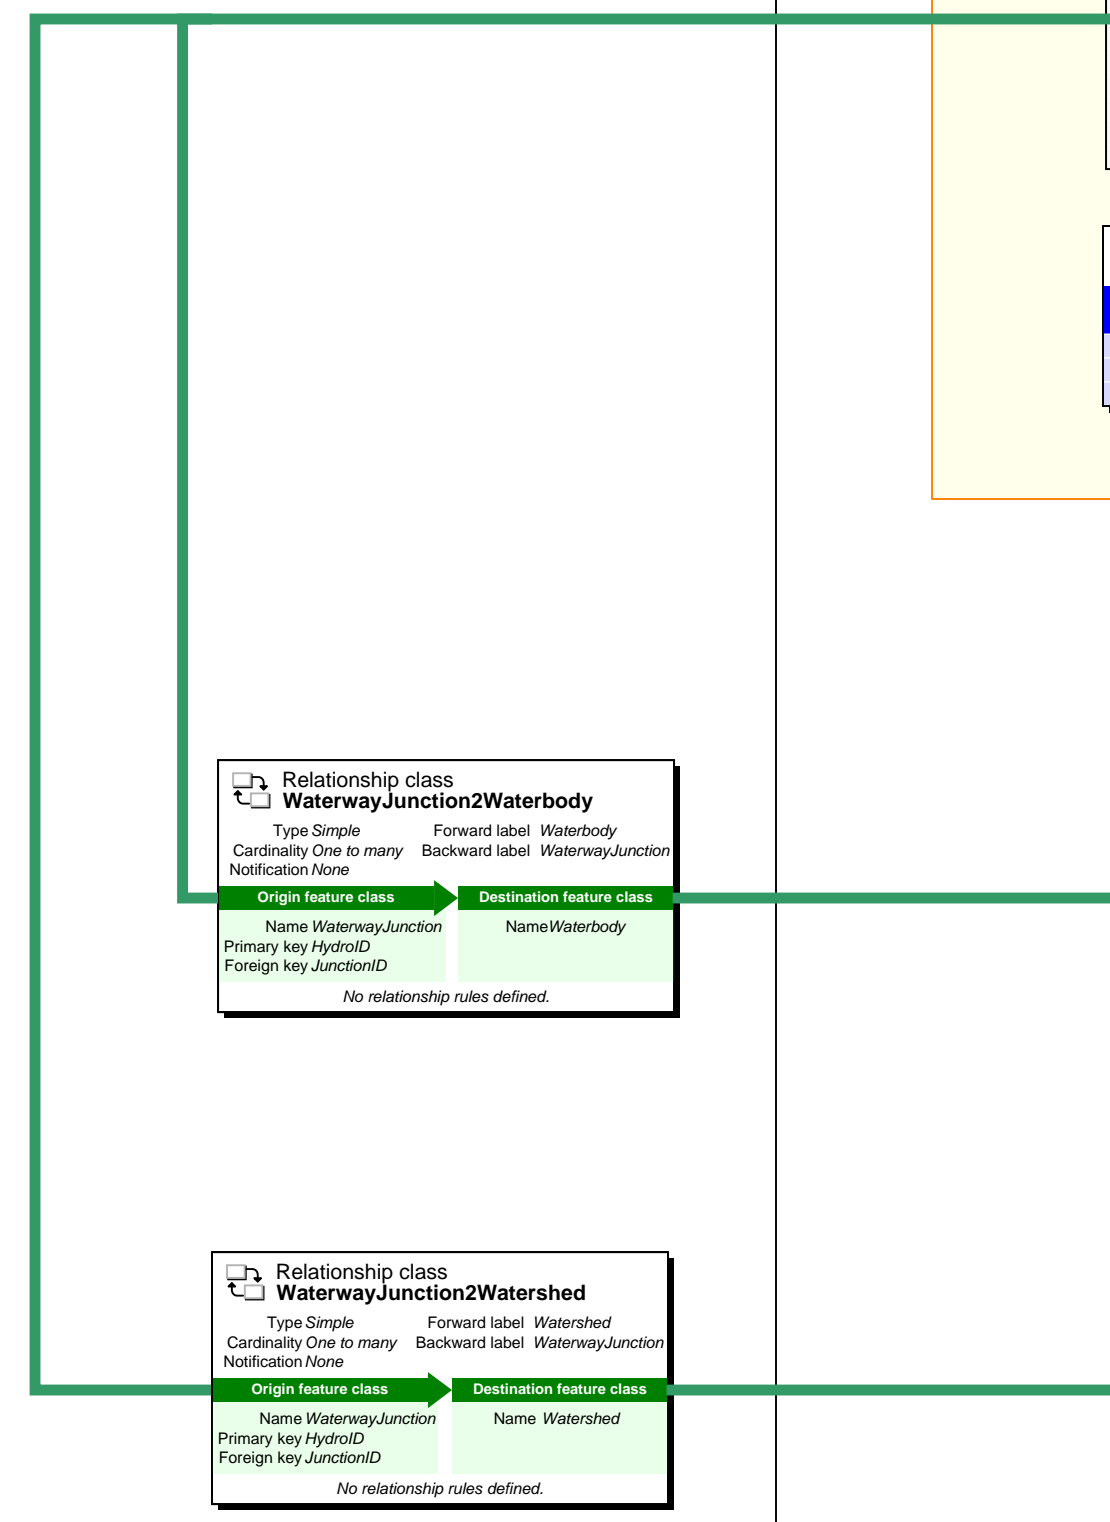 Relationship class
WaterwayJunction2Waterbody
Type Simple Forward label Waterbody
Cardinality One to many Backward label WaterwayJunction
Notification None
Origin feature class Destination feature class
Name WaterwayJunction NameWaterbody
Primary key HydroID
Foreign key JunctionID
No relationship rules defined.
Relationship class
WaterwayJunction2Watershed
Type Simple Forward label Watershed
Cardinality One to many Backward label WaterwayJunction
Notification None
Origin feature class Destination feature class
Name WaterwayJunction Name Watershed
Primary key HydroID
Foreign key JunctionID
No relationship rules defined.